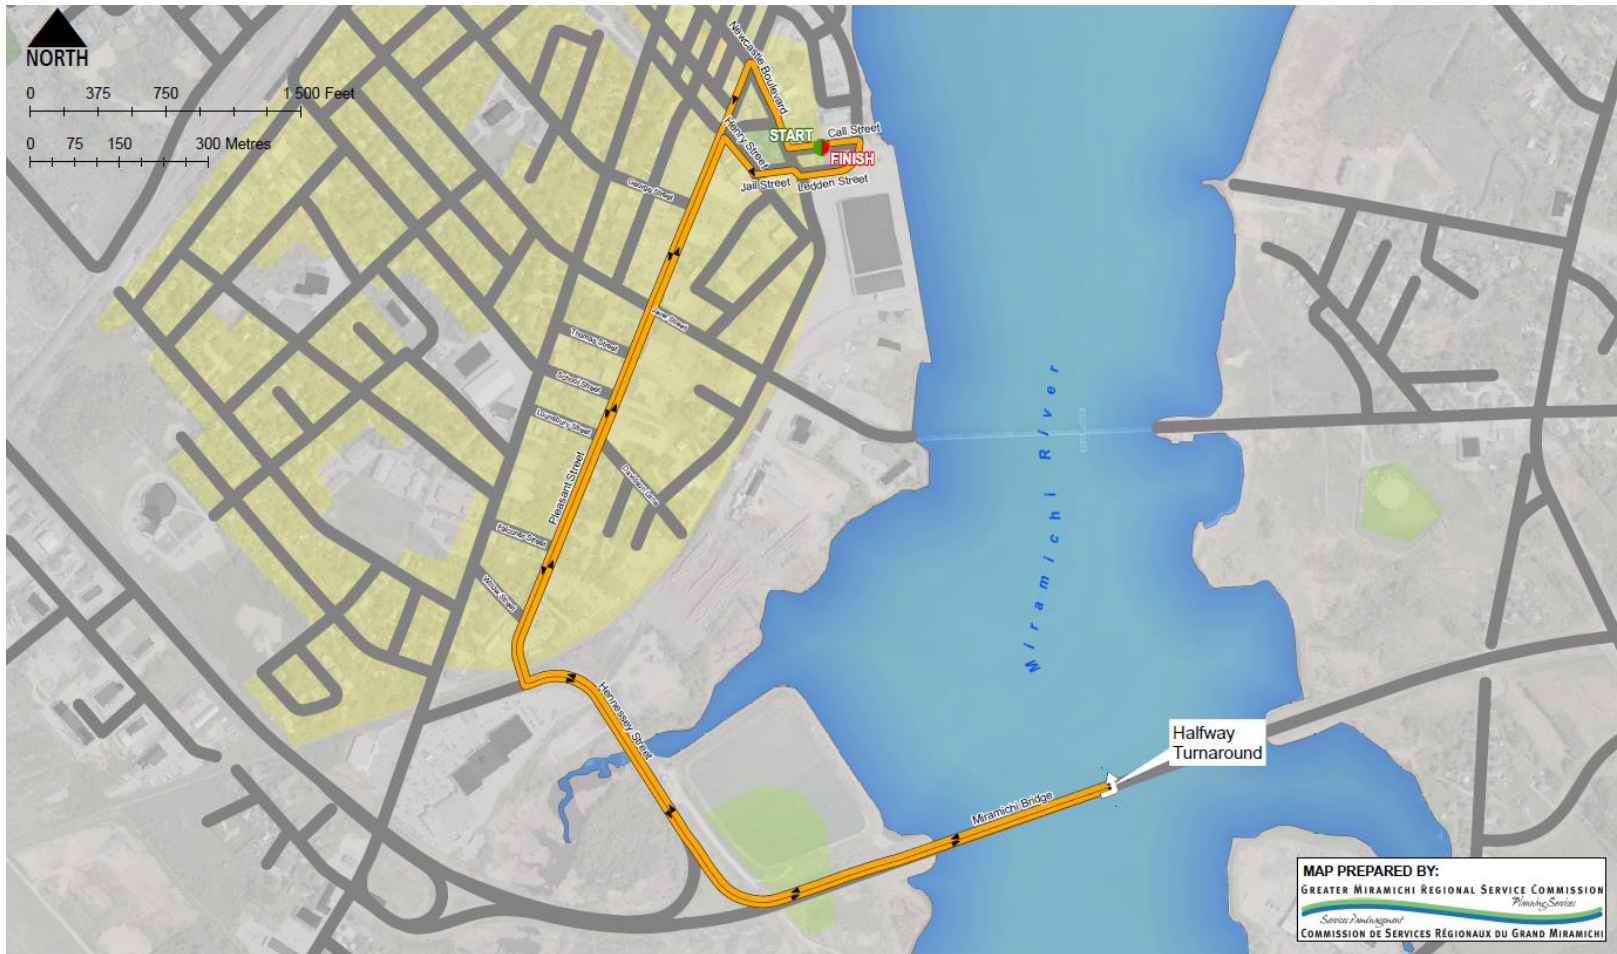 NORTH
0 375 750 1 500 Feet
0 75 150 300 Metres
Newcastle Boulevard
START
Call Street
FINISH
Henry Street
Jail Street
Ledden Street
George Street
Jane Street
Thomas Street
School Street
Lounsbury Street
Davidson Lane
Pleasant Street
Falconer Street
Willow Street
Miramichi River
Hennessey Street
Halfway
Turnaround
Miramichi Bridge
MAP PREPARED BY:
GREATER MIRAMICHI REGIONAL SERVICE COMMISSION
Planning Services
Services d'aménagement
COMMISSION DE SERVICES RÉGIONAUX DU GRAND MIRAMICHI